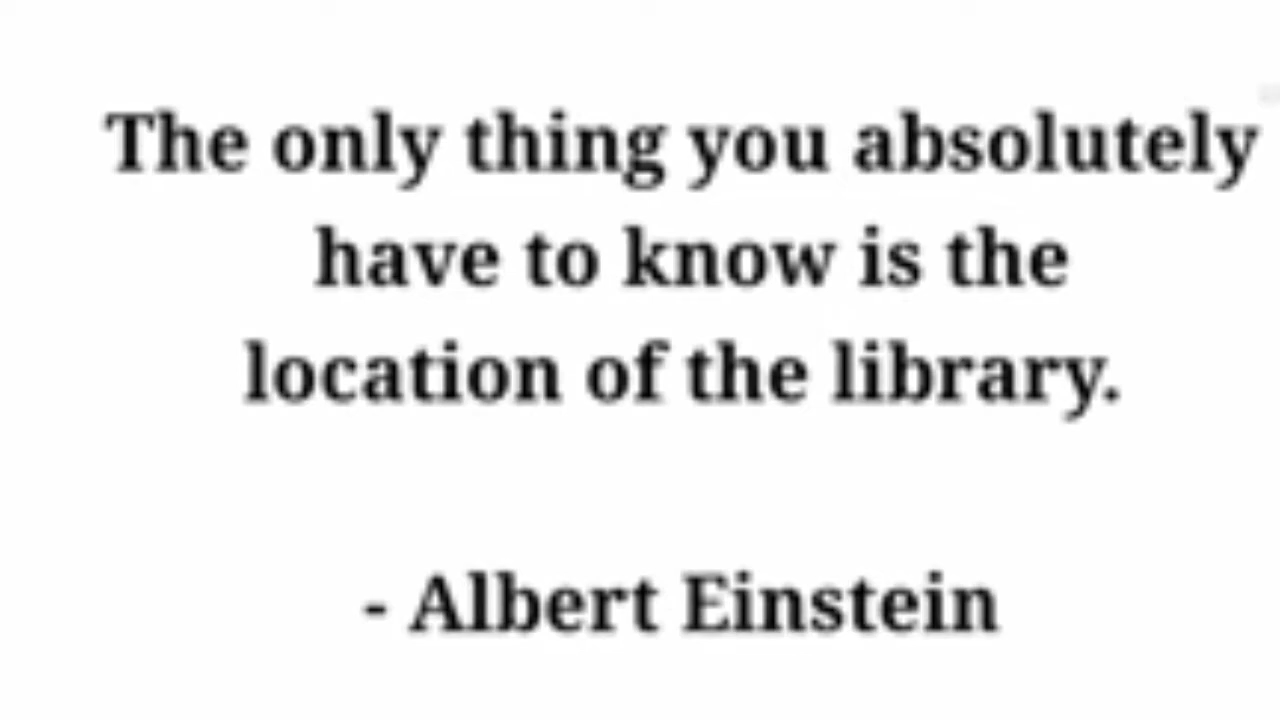 The only thing you absolutely
have to know is the
location of the library.
- Albert Einstein